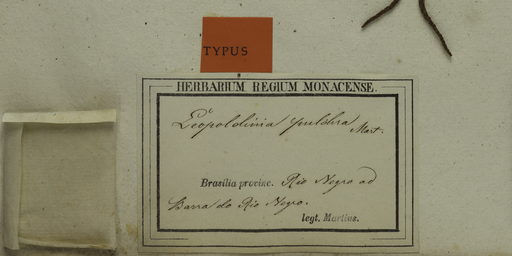 TYPUS
HERBARIUM REGIUM MONACENSE.
Leopoldinia pulchra Mart.
Brasilia provinc. Rio Negro ad
Barra do Rio Negro.
legt. Martius.